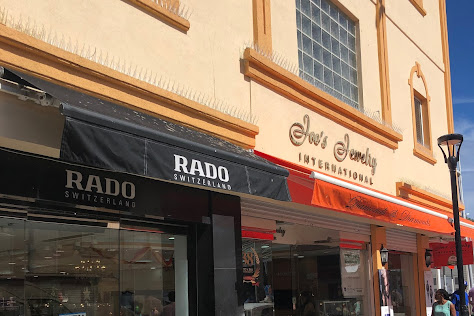 RADO
SWITZERLAND
RADO
SWITZERLAND
Joe's Jewelry
INTERNATIONAL